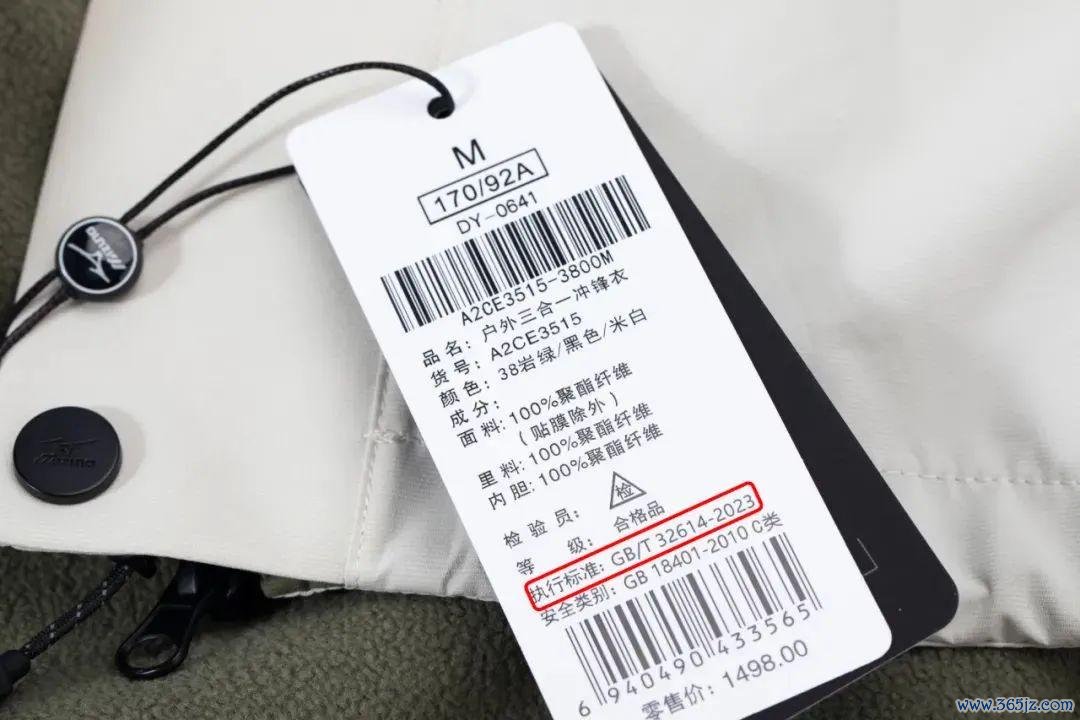 M
170/92A
DY-0641
A2CE3515-3800M
品名：户外三合一冲锋衣
货号：A2CE3515
颜色：38岩绿/黑色/米白
成分：
面料：100%聚酯纤维
（贴膜除外）
里料：100%聚酯纤维
内胆：100%聚酯纤维
检验员：检
等级：合格品
执行标准：GB/T 32614-2023
安全类别：GB 18401-2010 C类
6 940490 433565
零售价：1498.00
MIZUNO
Mizuno
www.365jz.com